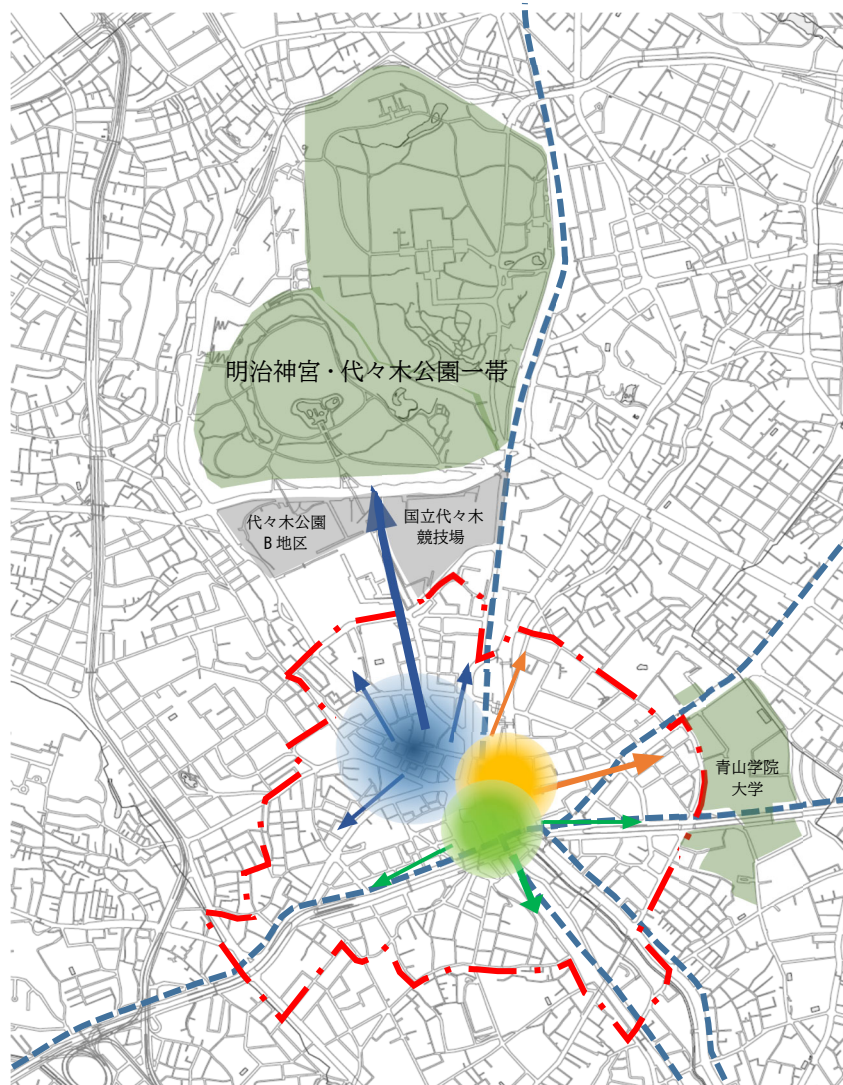 明治神宮・代々木公園一帯
代々木公園
B 地区
国立代々木
競技場
青山学院
大学